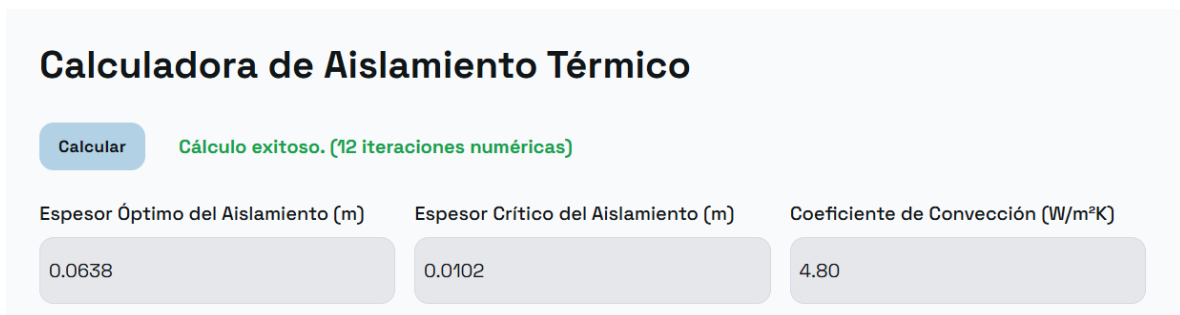 Calculadora de Aislamiento Térmico
Calcular
Cálculo exitoso. (12 iteraciones numéricas)
Espesor Óptimo del Aislamiento (m)
Espesor Crítico del Aislamiento (m)
Coeficiente de Convección (W/m²K)
0.0638
0.0102
4.80